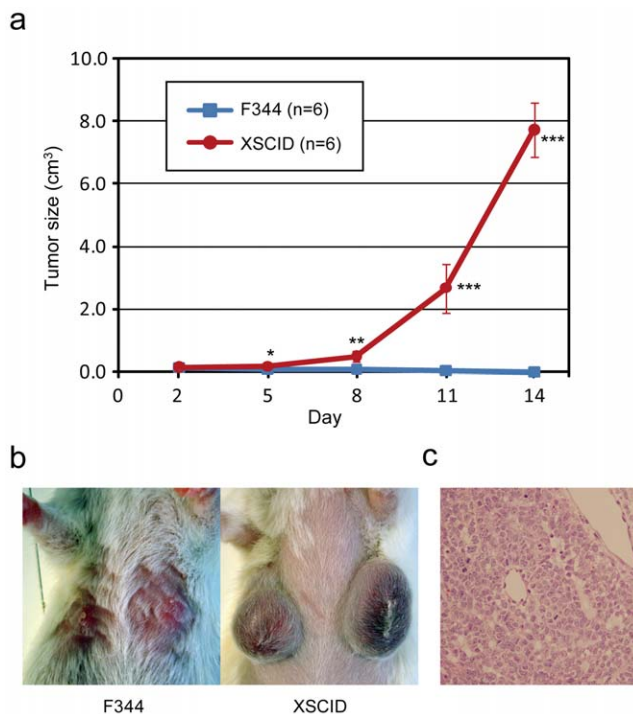 a
10.0
8.0
6.0
4.0
2.0
0.0
Tumor size (cm³)
F344 (n=6)
XSCID (n=6)
*
**
***
***
0 2 5 8 11 14
Day
b c
F344 XSCID